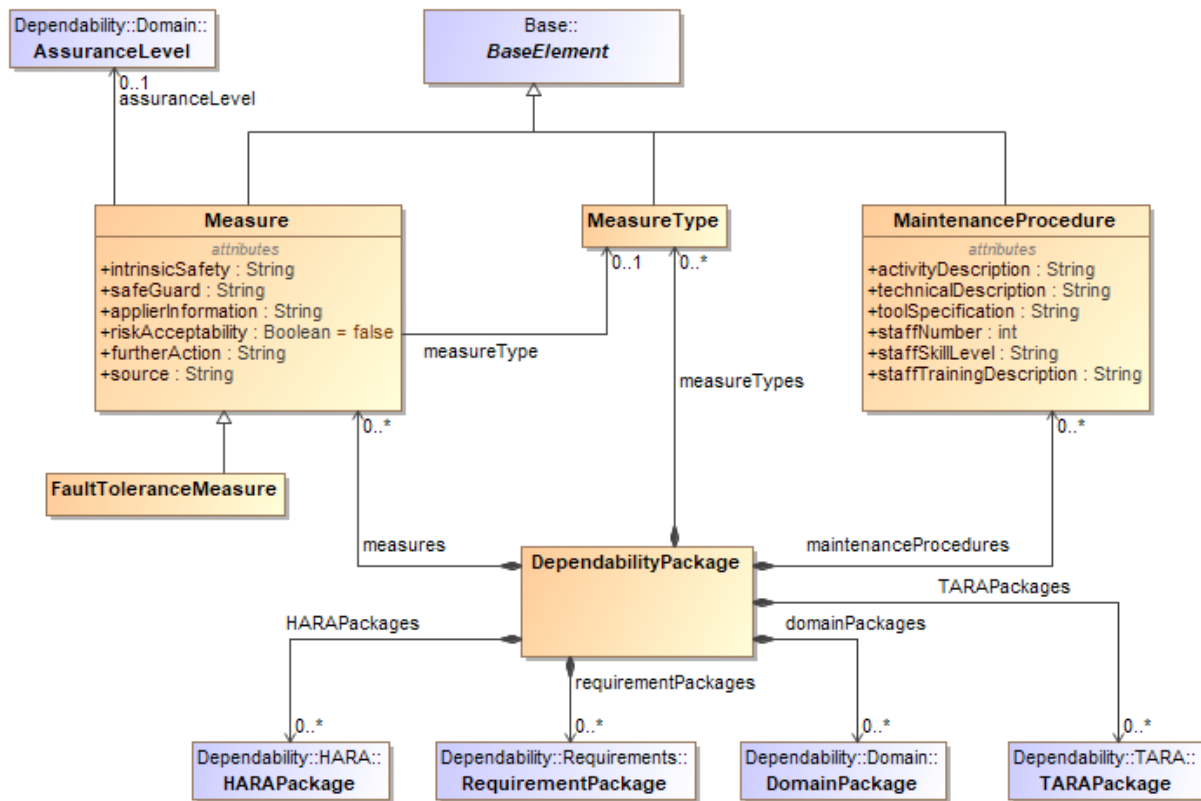 Dependability::Domain::
AssuranceLevel
Base::
BaseElement
0..1
assuranceLevel
Measure
attributes
+intrinsicSafety : String
+safeGuard : String
+applierInformation : String
+riskAcceptability : Boolean = false
+furtherAction : String
+source : String
MeasureType
0..1
0..*
measureType
measureTypes
MaintenanceProcedure
attributes
+activityDescription : String
+technicalDescription : String
+toolSpecification : String
+staffNumber : int
+staffSkillLevel : String
+staffTrainingDescription : String
0..*
0..*
FaultToleranceMeasure
measures
DependabilityPackage
maintenanceProcedures
TARAPackages
HARAPackages
domainPackages
requirementPackages
0..*
0..*
0..*
0..*
Dependability::HARA::
HARAPackage
Dependability::Requirements::
RequirementPackage
Dependability::Domain::
DomainPackage
Dependability::TARA::
TARAPackage